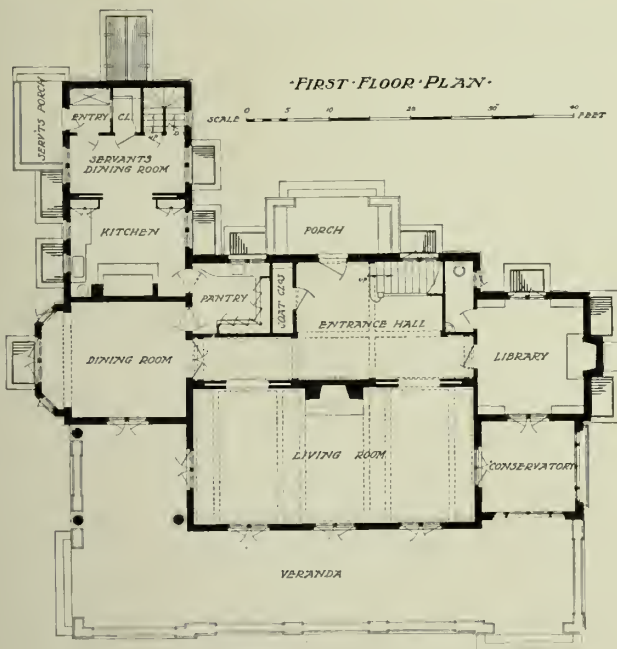 ·FIRST·FLOOR·PLAN·
SCALE 0 5 10 20 30 40 FEET
SERV'TS PORCH
ENTRY
CL.
SERVANTS
DINING ROOM
KITCHEN
PORCH
PANTRY
COAT CLO'S
ENTRANCE HALL
DINING ROOM
LIBRARY
LIVING ROOM
CONSERVATORY
VERANDA